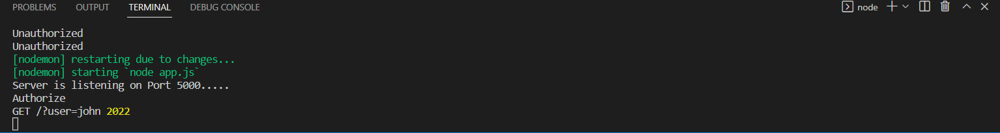 PROBLEMS OUTPUT TERMINAL DEBUG CONSOLE node
Unauthorized
Unauthorized
[nodemon] restarting due to changes...
[nodemon] starting `node app.js`
Server is listening on Port 5000.....
Authorize
GET /?user=john 2022